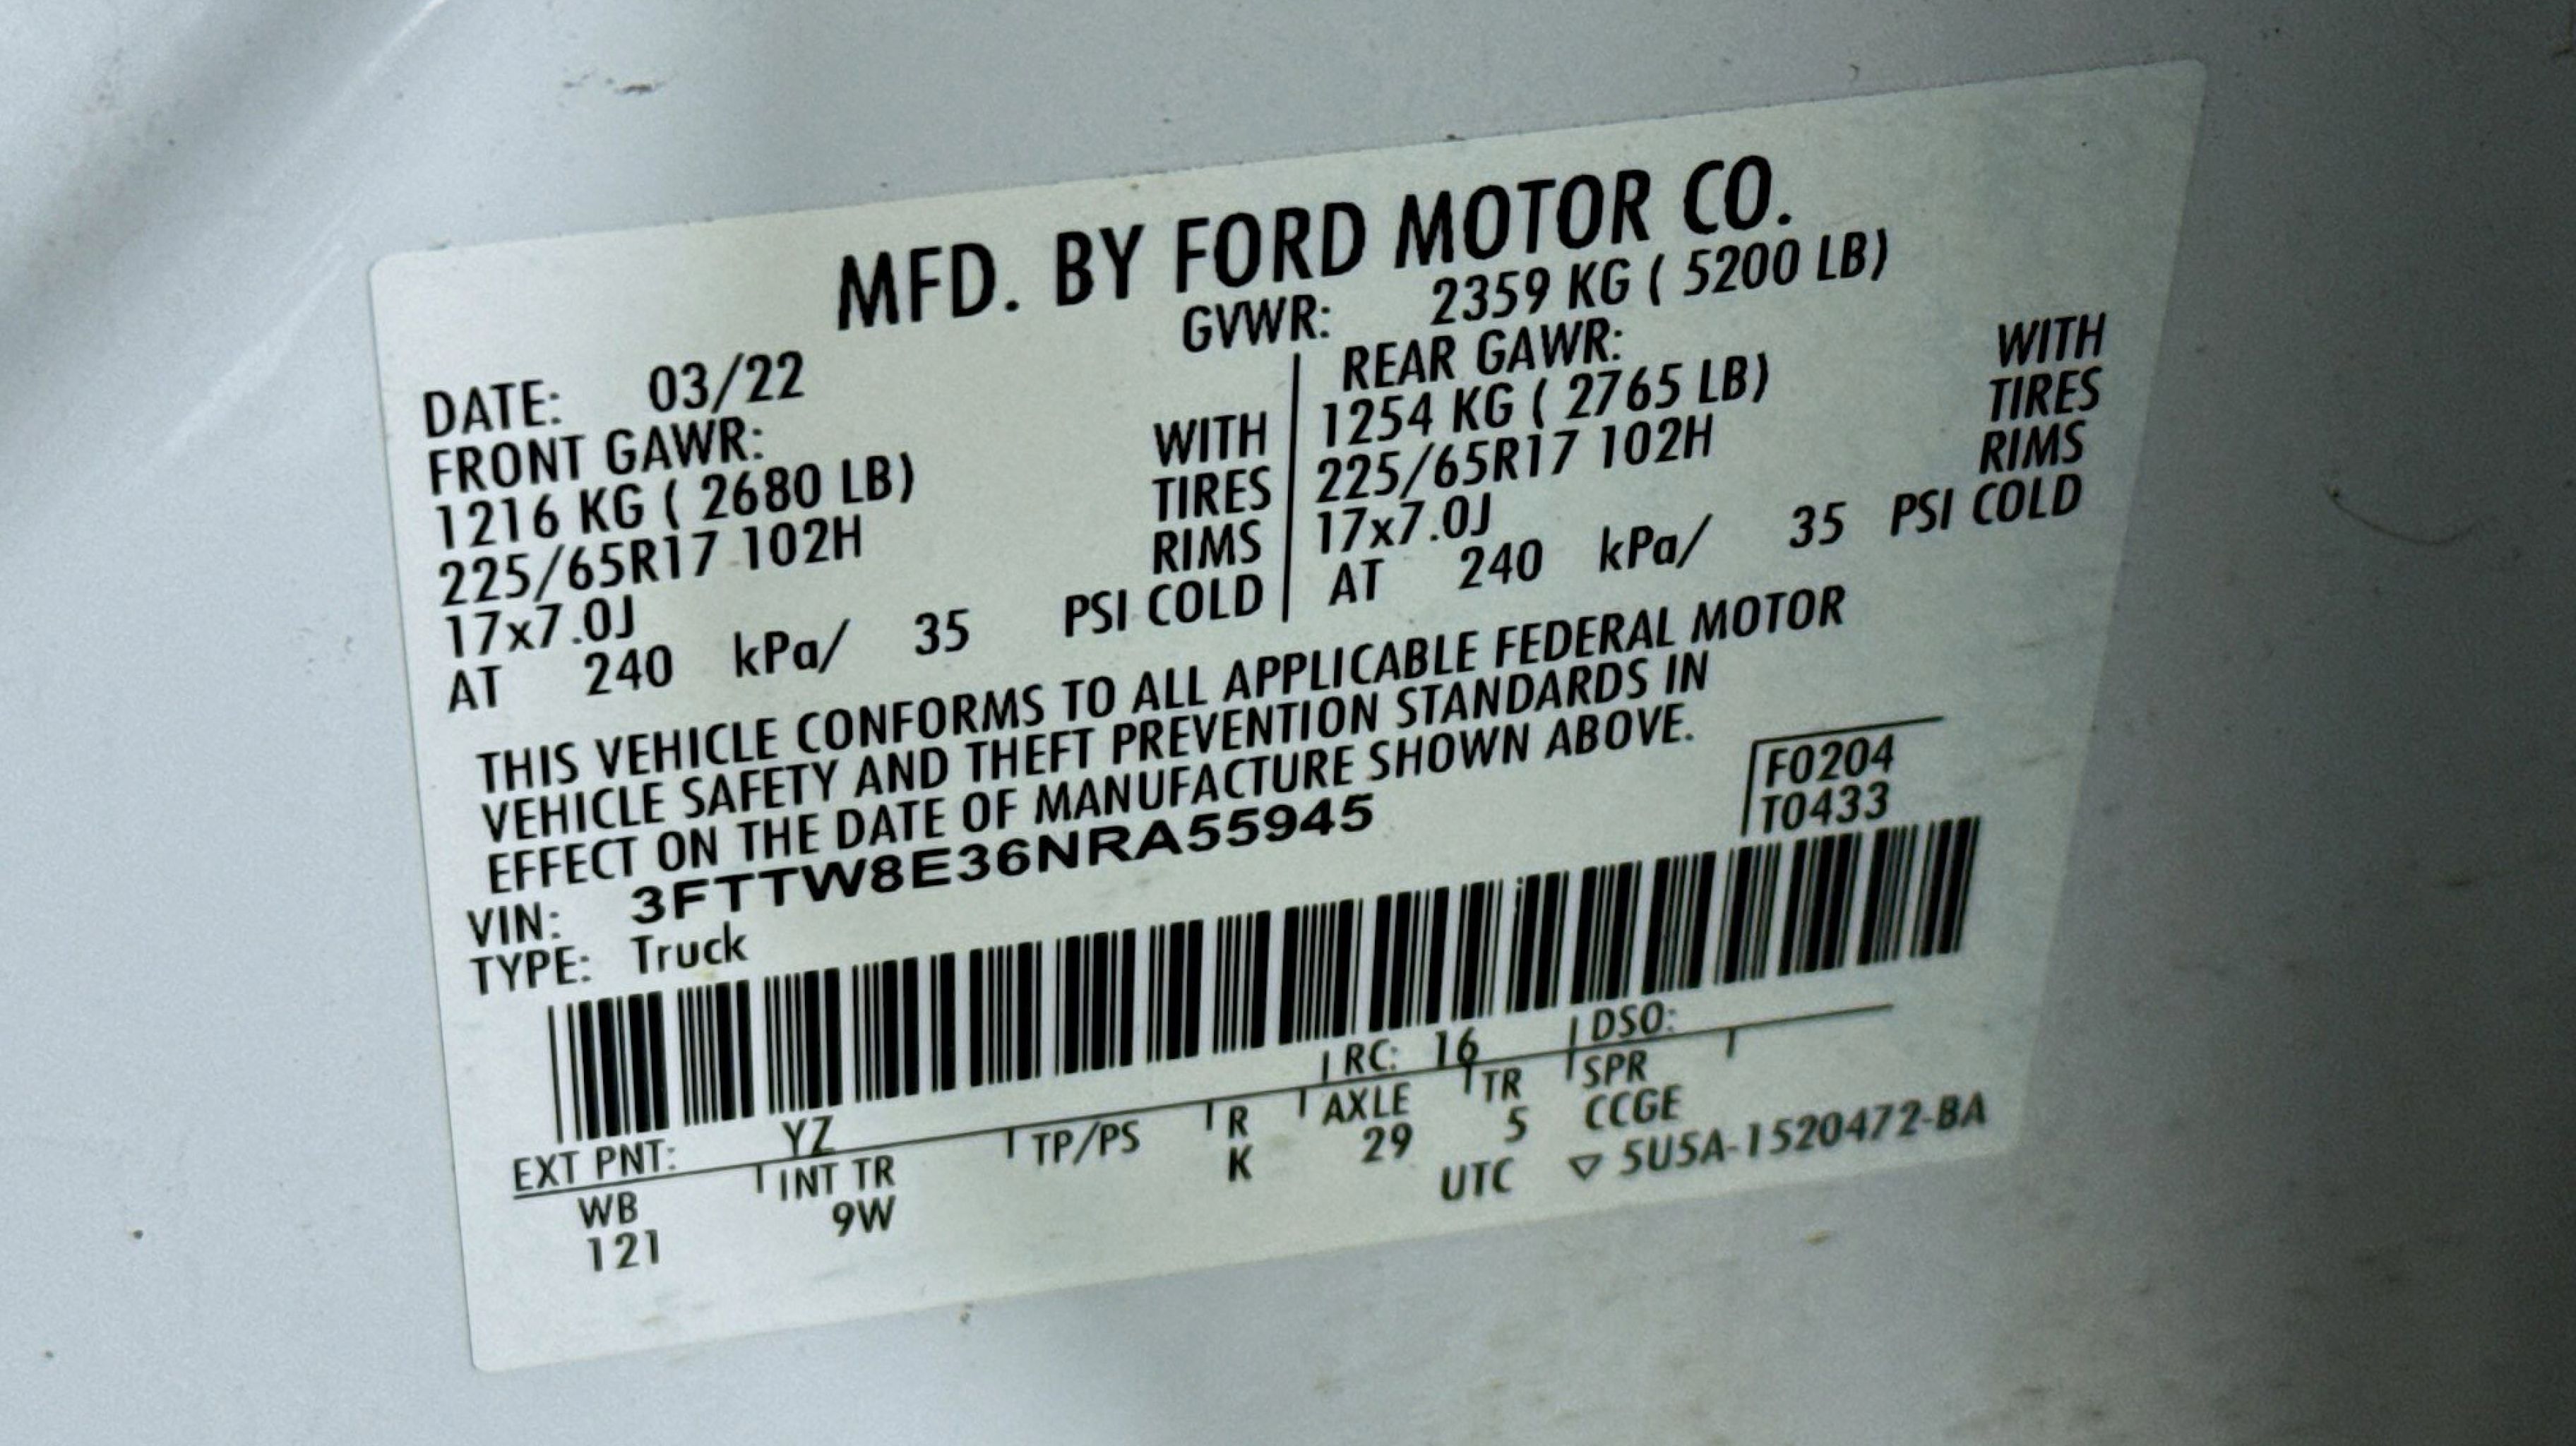 MFD. BY FORD MOTOR CO.
DATE: 03/22 GVWR: 2359 KG ( 5200 LB)
FRONT GAWR: REAR GAWR:
1216 KG ( 2680 LB) WITH 1254 KG ( 2765 LB) WITH
225/65R17 102H TIRES 225/65R17 102H TIRES
17x7.0J RIMS 17x7.0J RIMS
AT 240 kPa/ 35 PSI COLD AT 240 kPa/ 35 PSI COLD
THIS VEHICLE CONFORMS TO ALL APPLICABLE FEDERAL MOTOR
VEHICLE SAFETY AND THEFT PREVENTION STANDARDS IN
EFFECT ON THE DATE OF MANUFACTURE SHOWN ABOVE.
VIN: 3FTTW8E36NRA55945 F0204
TYPE: Truck T0433
EXT PNT: YZ RC: 16 DSO:
WB INT TR TP/PS R AXLE TR SPR
121 9W K 29 5 CCGE
UTC ▽ 5U5A-1520472-BA